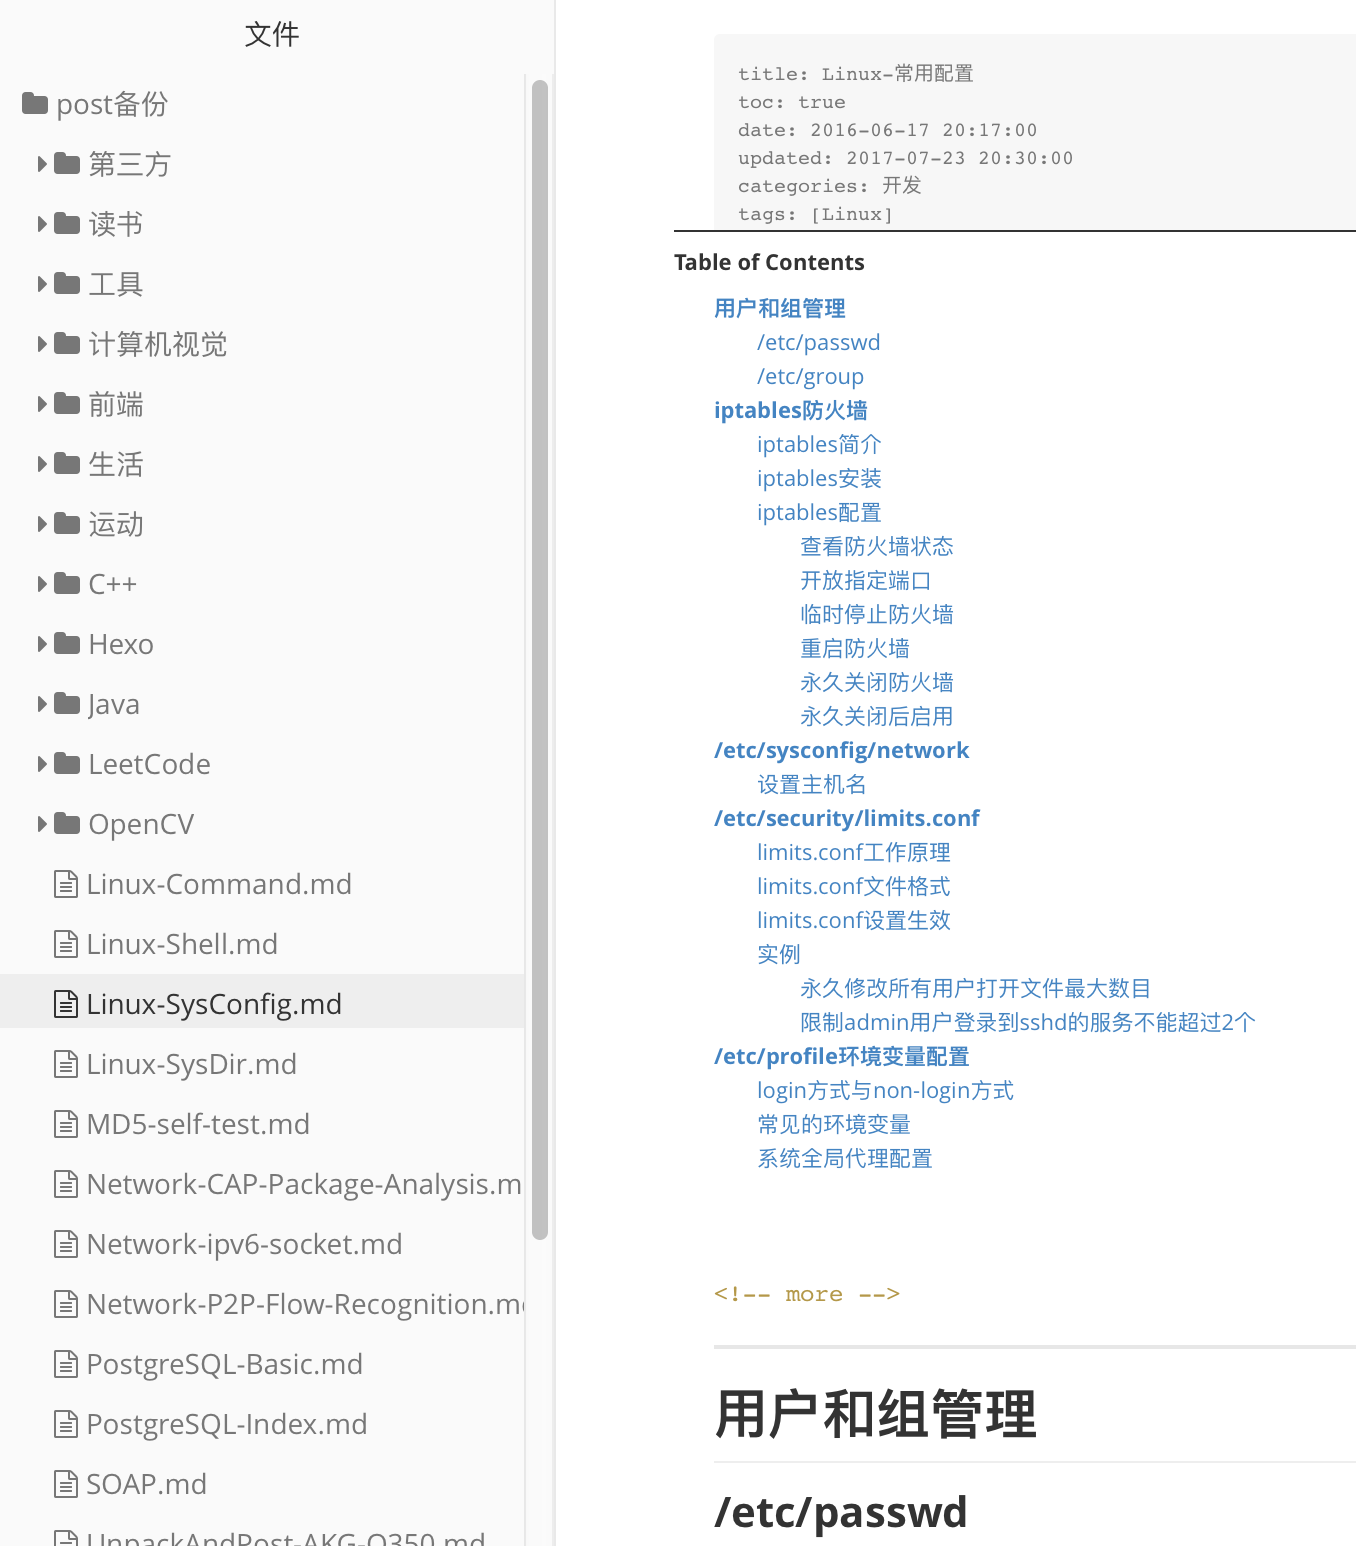 文件
post备份
第三方
读书
工具
计算机视觉
前端
生活
运动
C++
Hexo
Java
LeetCode
OpenCV
Linux-Command.md
Linux-Shell.md
Linux-SysConfig.md
Linux-SysDir.md
MD5-self-test.md
Network-CAP-Package-Analysis.m
Network-ipv6-socket.md
Network-P2P-Flow-Recognition.m
PostgreSQL-Basic.md
PostgreSQL-Index.md
SOAP.md
UnpackAndPost-AKG-Q350.md
title: Linux-常用配置
toc: true
date: 2016-06-17 20:17:00
updated: 2017-07-23 20:30:00
categories: 开发
tags: [Linux]
Table of Contents
用户和组管理
/etc/passwd
/etc/group
iptables防火墙
iptables简介
iptables安装
iptables配置
查看防火墙状态
开放指定端口
临时停止防火墙
重启防火墙
永久关闭防火墙
永久关闭后启用
/etc/sysconfig/network
设置主机名
/etc/security/limits.conf
limits.conf工作原理
limits.conf文件格式
limits.conf设置生效
实例
永久修改所有用户打开文件最大数目
限制admin用户登录到sshd的服务不能超过2个
/etc/profile环境变量配置
login方式与non-login方式
常见的环境变量
系统全局代理配置
<!-- more -->
用户和组管理
/etc/passwd